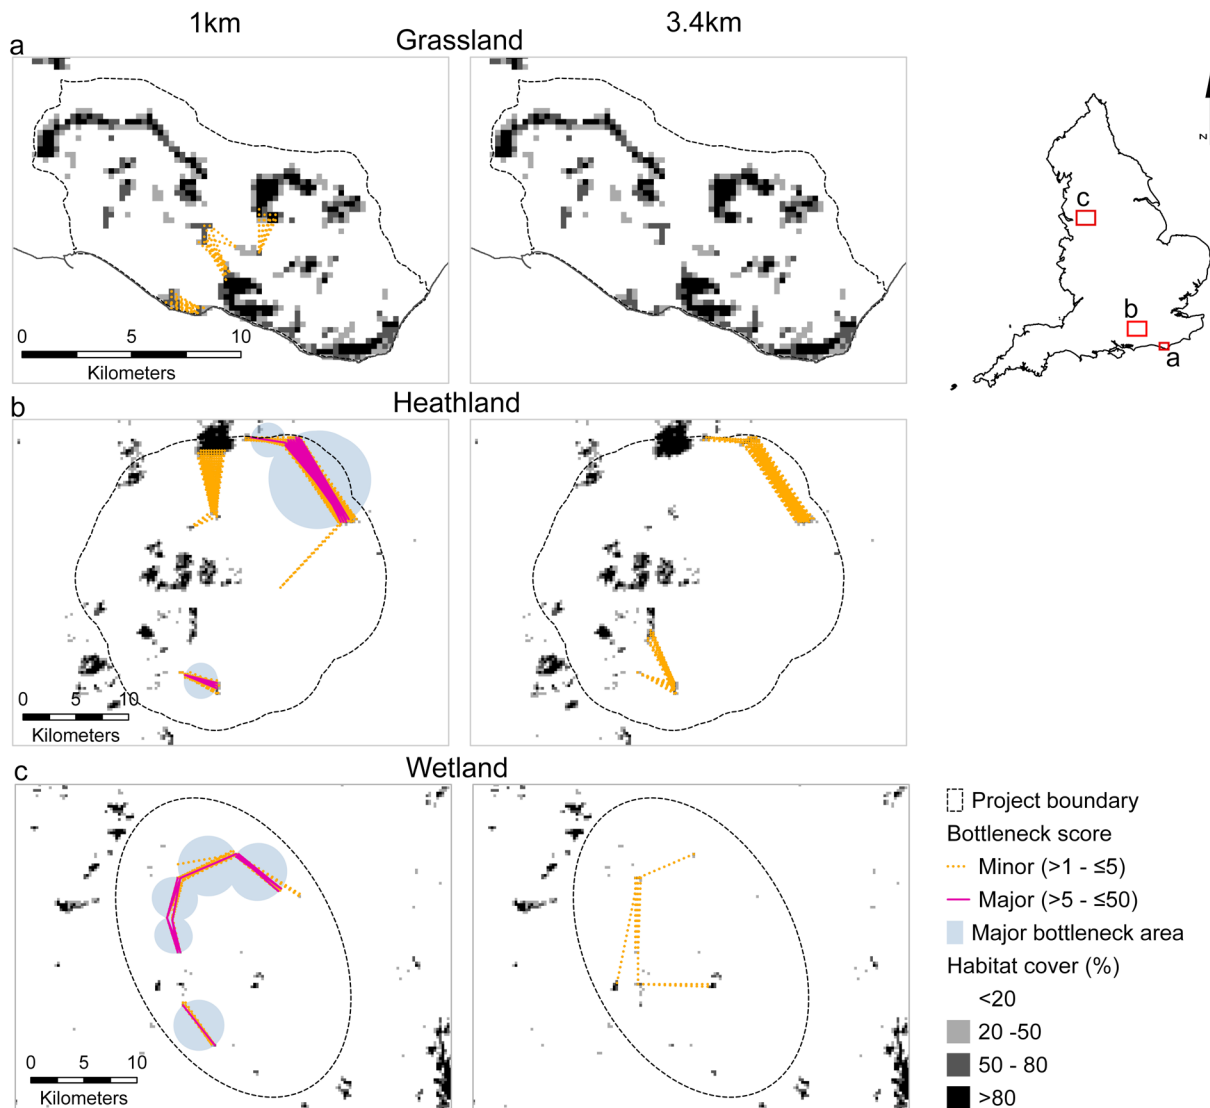 1km
3.4km
a
Grassland
0 5 10
Kilometers
z
c
b
a
b
Heathland
0 5 10
Kilometers
c
Wetland
0 5 10
Kilometers
Project boundary
Bottleneck score
Minor (>1 - ≤5)
Major (>5 - ≤50)
Major bottleneck area
Habitat cover (%)
<20
20 -50
50 - 80
>80